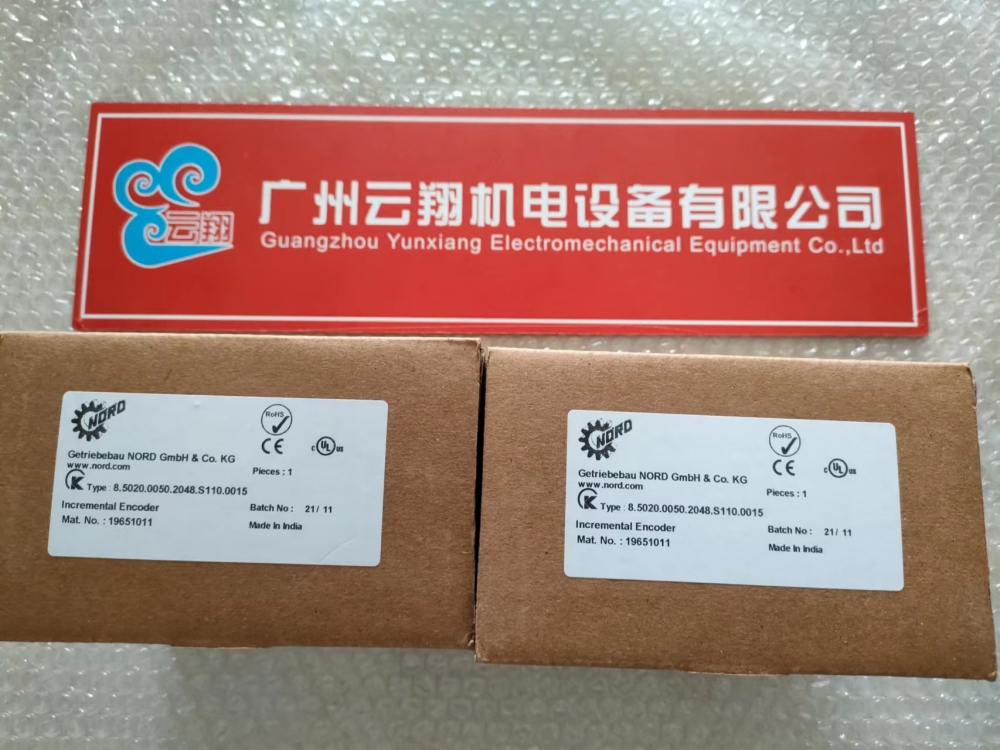 云翔
广州云翔机电设备有限公司
Guangzhou Yunxiang Electromechanical Equipment Co.,Ltd
NORD
RoHS
CE
c UL us
Getriebebau NORD GmbH & Co. KG
www.nord.com
Pieces : 1
K Type : 8.5020.0050.2048.S110.0015
Incremental Encoder
Batch No : 21/ 11
Mat. No. : 19651011
Made In India
NORD
RoHS
CE
c UL us
Getriebebau NORD GmbH & Co. KG
www.nord.com
Pieces : 1
K Type : 8.5020.0050.2048.S110.0015
Incremental Encoder
Batch No : 21/ 11
Mat. No. : 19651011
Made In India